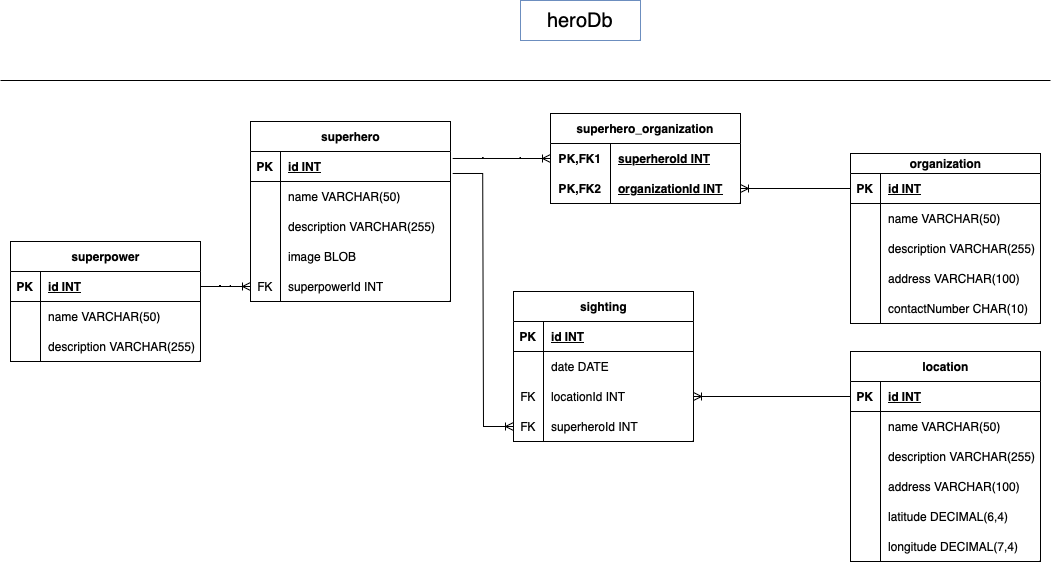 heroDb
superhero
PK id INT
name VARCHAR(50)
description VARCHAR(255)
image BLOB
FK superpowerId INT
superhero_organization
PK,FK1 superheroId INT
PK,FK2 organizationId INT
organization
PK id INT
name VARCHAR(50)
description VARCHAR(255)
address VARCHAR(100)
contactNumber CHAR(10)
superpower
PK id INT
name VARCHAR(50)
description VARCHAR(255)
sighting
PK id INT
date DATE
FK locationId INT
FK superheroId INT
location
PK id INT
name VARCHAR(50)
description VARCHAR(255)
address VARCHAR(100)
latitude DECIMAL(6,4)
longitude DECIMAL(7,4)